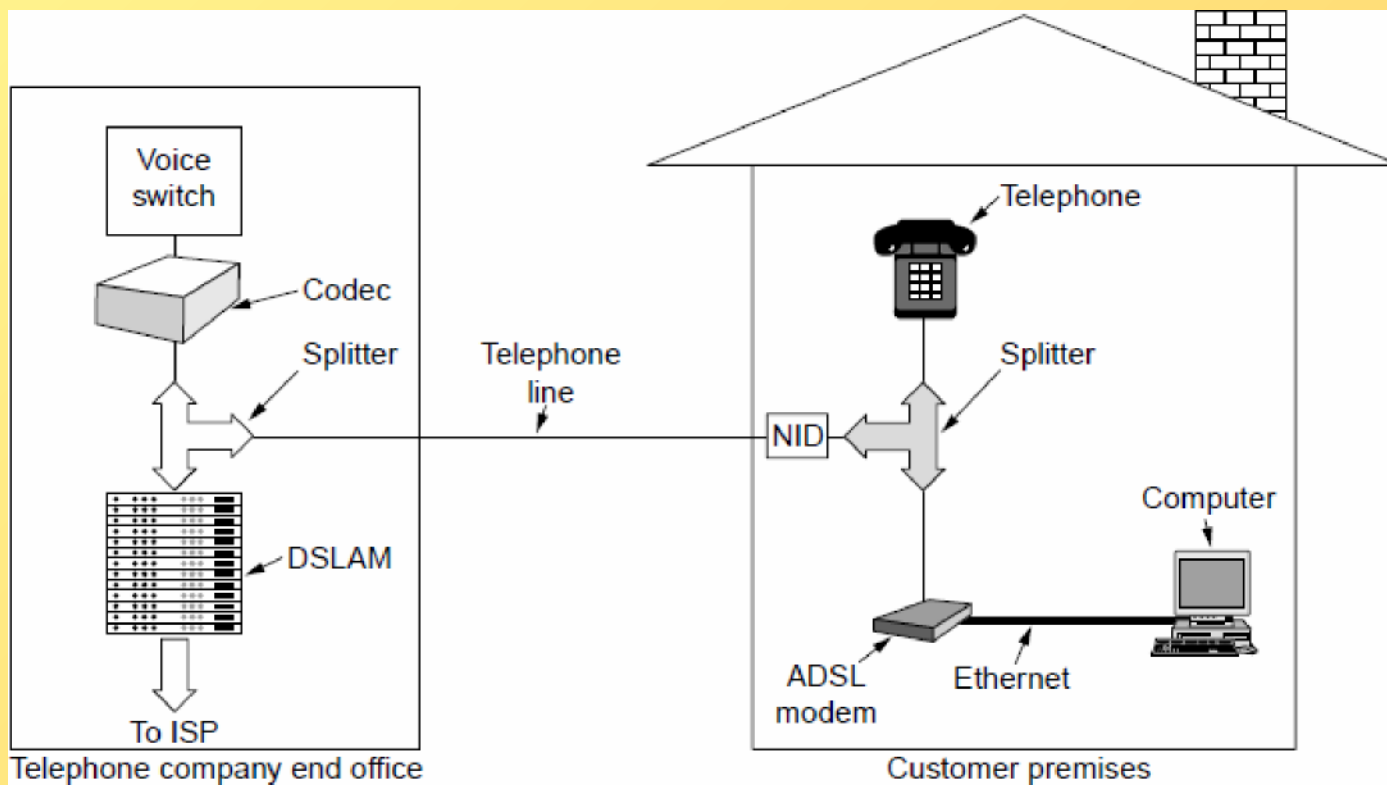 Voice
switch
Codec
Splitter
DSLAM
To ISP
Telephone company end office
Telephone
line
Telephone
Splitter
NID
Computer
ADSL
modem
Ethernet
Customer premises